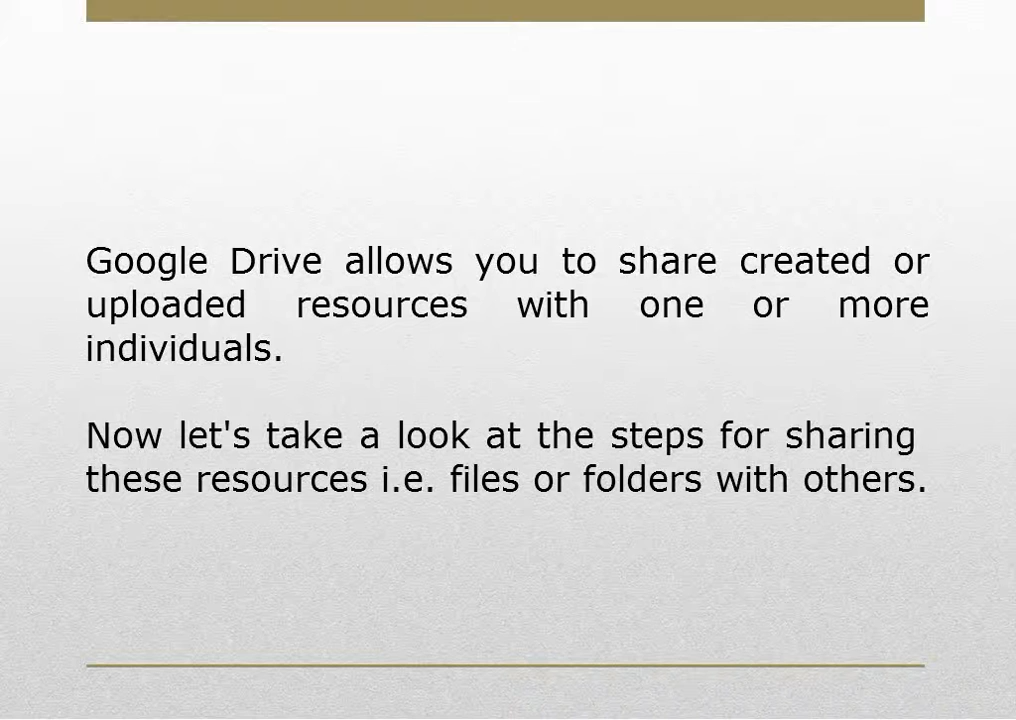 Google Drive allows you to share created or
uploaded resources with one or more
individuals.
Now let's take a look at the steps for sharing
these resources i.e. files or folders with others.